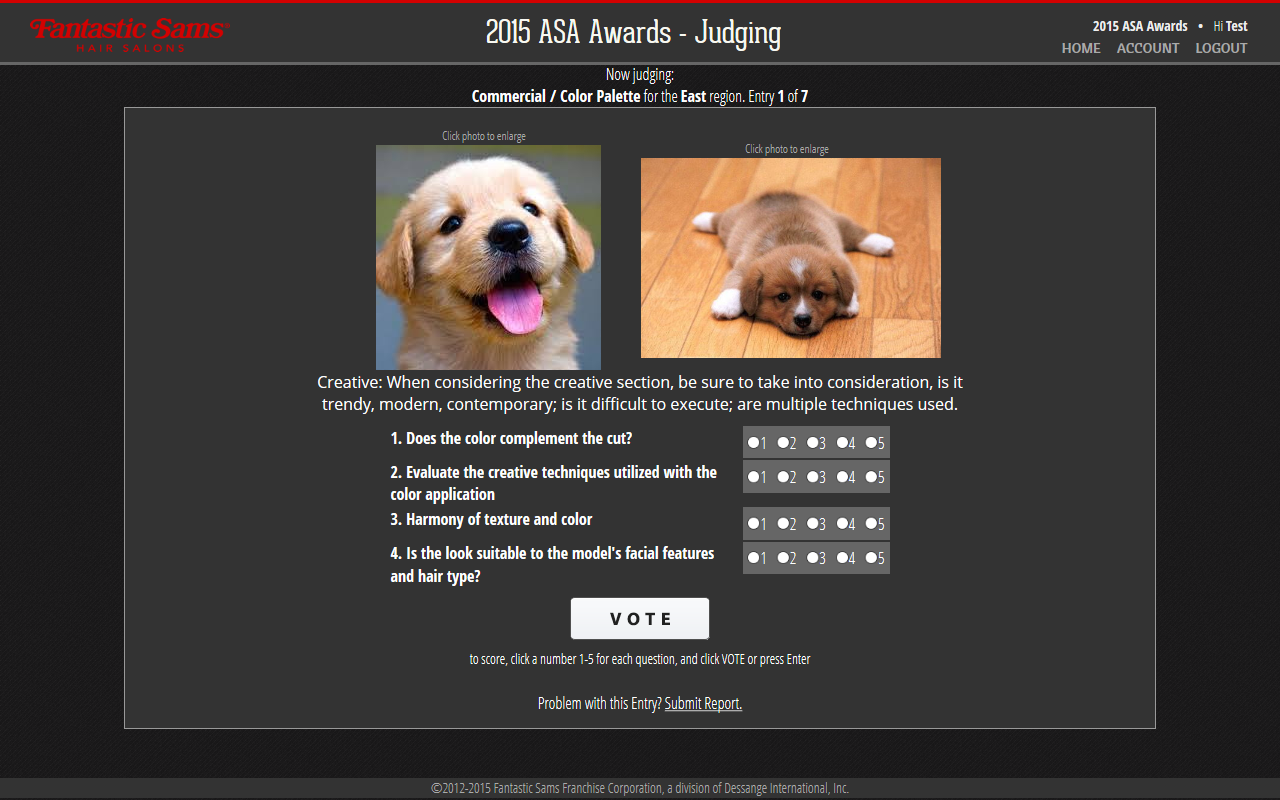 Fantastic Sams
HAIR SALONS
2015 ASA Awards - Judging
2015 ASA Awards • Hi Test
HOME ACCOUNT LOGOUT
Now judging:
Commercial / Color Palette for the East region. Entry 1 of 7
Click photo to enlarge
Click photo to enlarge
Creative: When considering the creative section, be sure to take into consideration, is it
trendy, modern, contemporary; is it difficult to execute; are multiple techniques used.
1. Does the color complement the cut?
1 2 3 4 5
2. Evaluate the creative techniques utilized with the
color application
1 2 3 4 5
3. Harmony of texture and color
1 2 3 4 5
4. Is the look suitable to the model's facial features
and hair type?
1 2 3 4 5
VOTE
to score, click a number 1-5 for each question, and click VOTE or press Enter
Problem with this Entry? Submit Report.
©2012-2015 Fantastic Sams Franchise Corporation, a division of Dessange International, Inc.